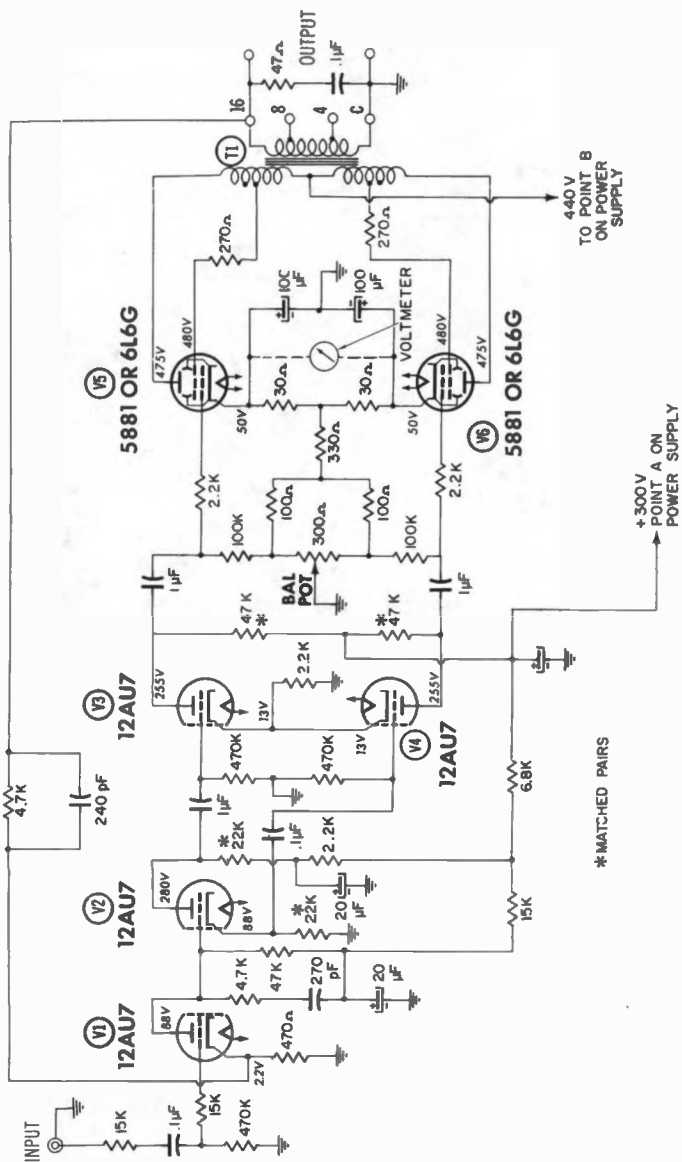 INPUT
15K
.1µF
15K
470K
V1
12AU7
88V
2.2V
470Ω
4.7K
240 pF
4.7K
47K
270
pF
20
µF
V2
12AU7
280V
88V
* 22K
.1µF
* 22K
20
µF
2.2K
15K
6.8K
1µF
470K
470K
V3
12AU7
255V
13V
2.2K
13V
V4
12AU7
255V
47K
*
* 47K
1µF
1µF
BAL
POT
100K
300Ω
100K
100Ω
100Ω
330Ω
2.2K
2.2K
V5
5881 OR 6L6G
475V
480V
50V
30Ω
30Ω
50V
V6
5881 OR 6L6G
480V
475V
100
µF
100
µF
VOLTMETER
270Ω
270Ω
T1
16
8
4
C
47Ω
.1µF
OUTPUT
440V
TO POINT B
ON POWER
SUPPLY
+300V
POINT A ON
POWER SUPPLY
*MATCHED PAIRS